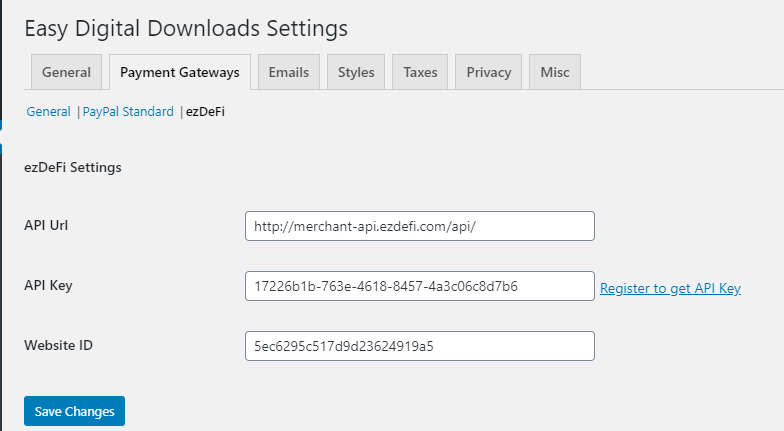 Easy Digital Downloads Settings
General Payment Gateways Emails Styles Taxes Privacy Misc
General | PayPal Standard | ezDeFi
ezDeFi Settings
API Url http://merchant-api.ezdefi.com/api/
API Key 17226b1b-763e-4618-8457-4a3c06c8d7b6 Register to get API Key
Website ID 5ec6295c517d9d23624919a5
Save Changes